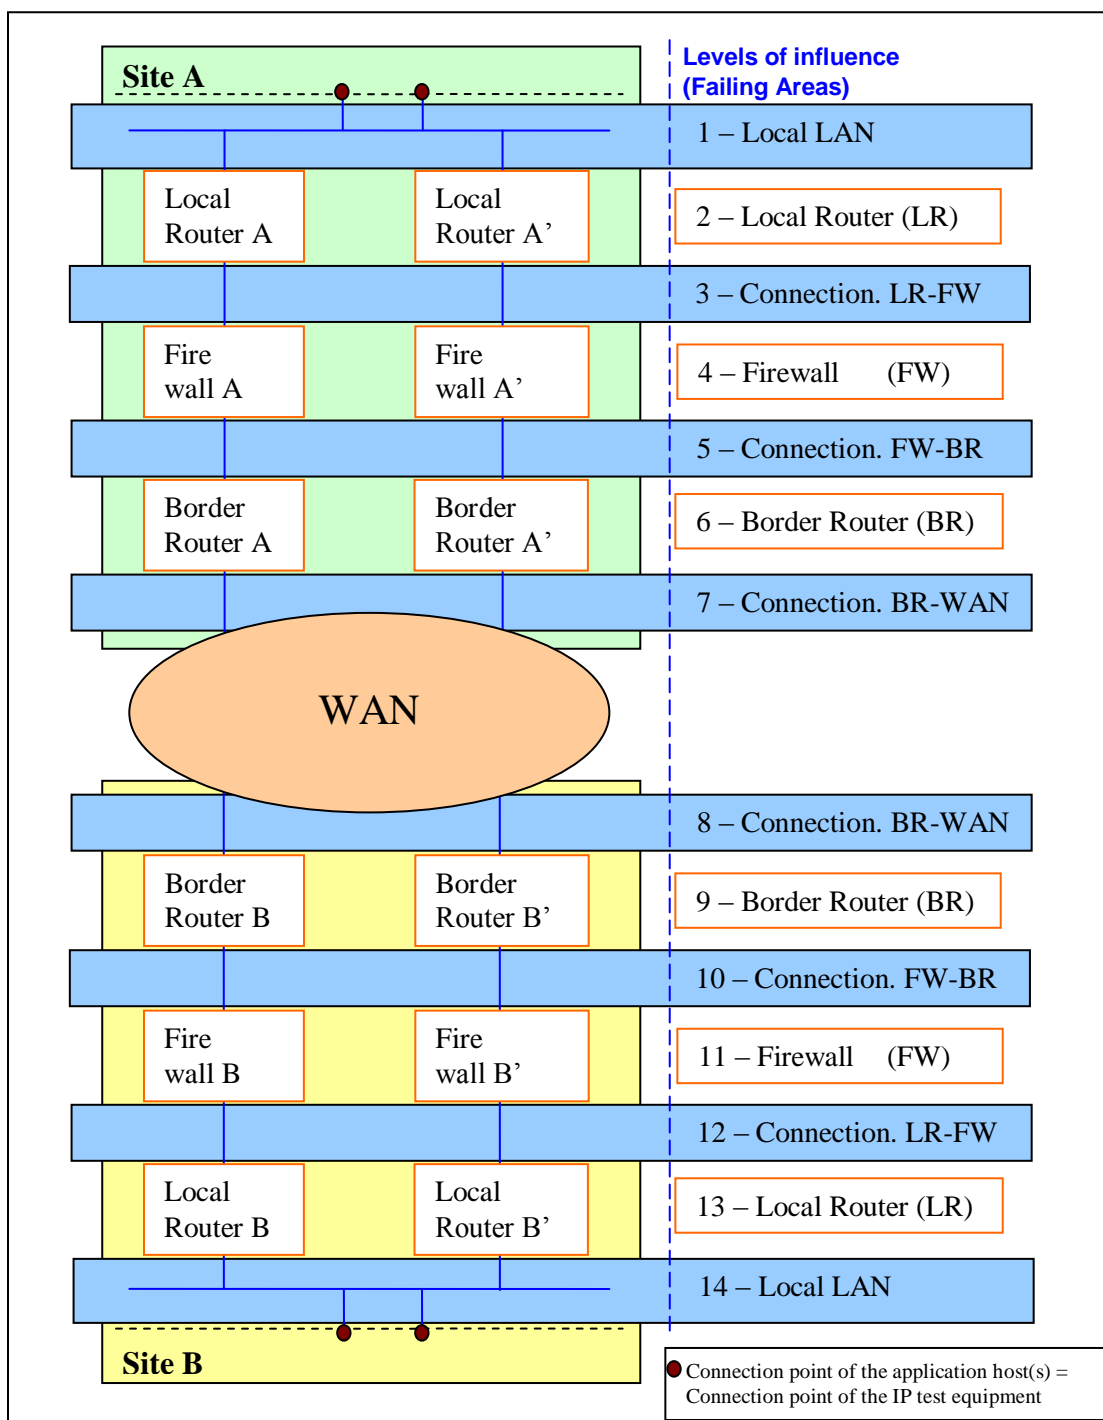 Site A
Levels of influence
(Failing Areas)
1 – Local LAN
Local
Router A
Local
Router A’
2 – Local Router (LR)
3 – Connection. LR-FW
Fire
wall A
Fire
wall A’
4 – Firewall (FW)
5 – Connection. FW-BR
Border
Router A
Border
Router A’
6 – Border Router (BR)
7 – Connection. BR-WAN
WAN
8 – Connection. BR-WAN
Border
Router B
Border
Router B’
9 – Border Router (BR)
10 – Connection. FW-BR
Fire
wall B
Fire
wall B’
11 – Firewall (FW)
12 – Connection. LR-FW
Local
Router B
Local
Router B’
13 – Local Router (LR)
14 – Local LAN
Site B
Connection point of the application host(s) =
Connection point of the IP test equipment